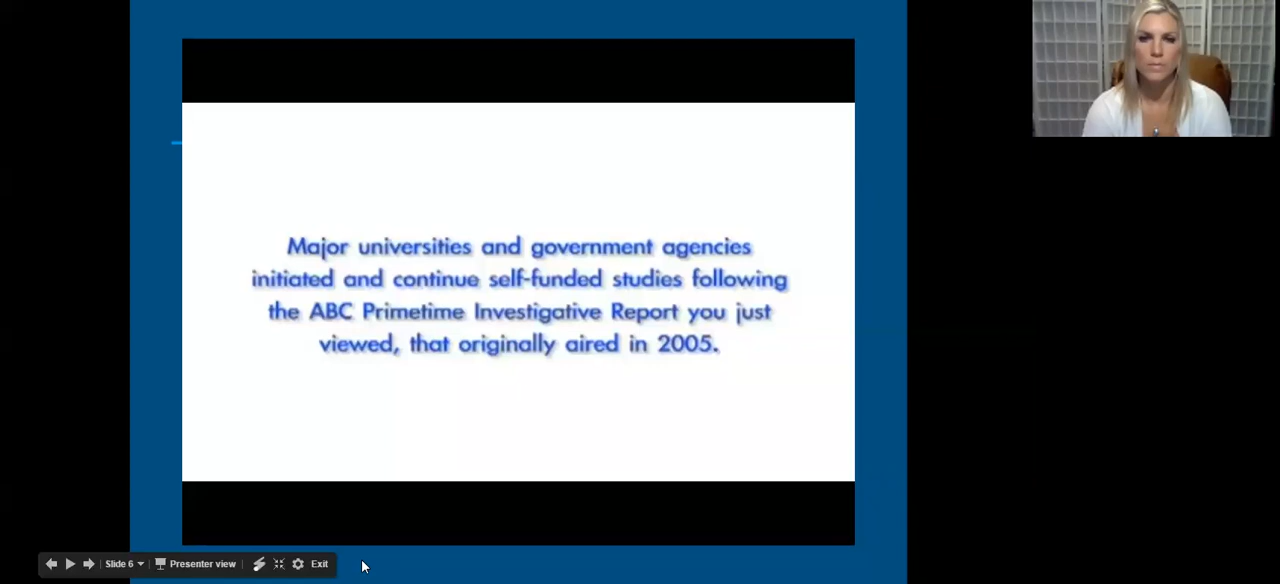 Major universities and government agencies
initiated and continue self-funded studies following
the ABC Primetime Investigative Report you just
viewed, that originally aired in 2005.
Slide 6
Presenter view
Exit